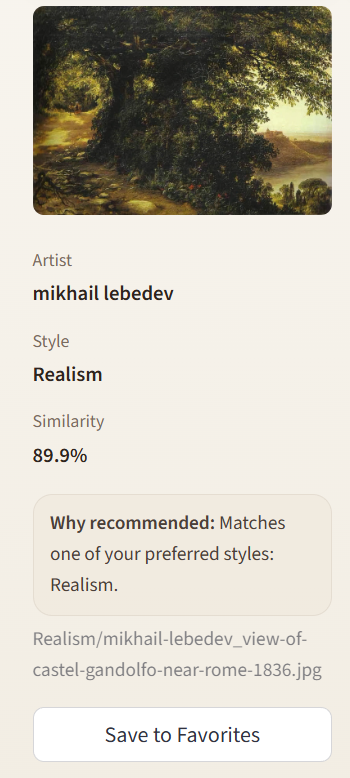 Artist
mikhail lebedev
Style
Realism
Similarity
89.9%
Why recommended: Matches
one of your preferred styles:
Realism.
Realism/mikhail-lebedev_view-of-
castel-gandolfo-near-rome-1836.jpg
Save to Favorites